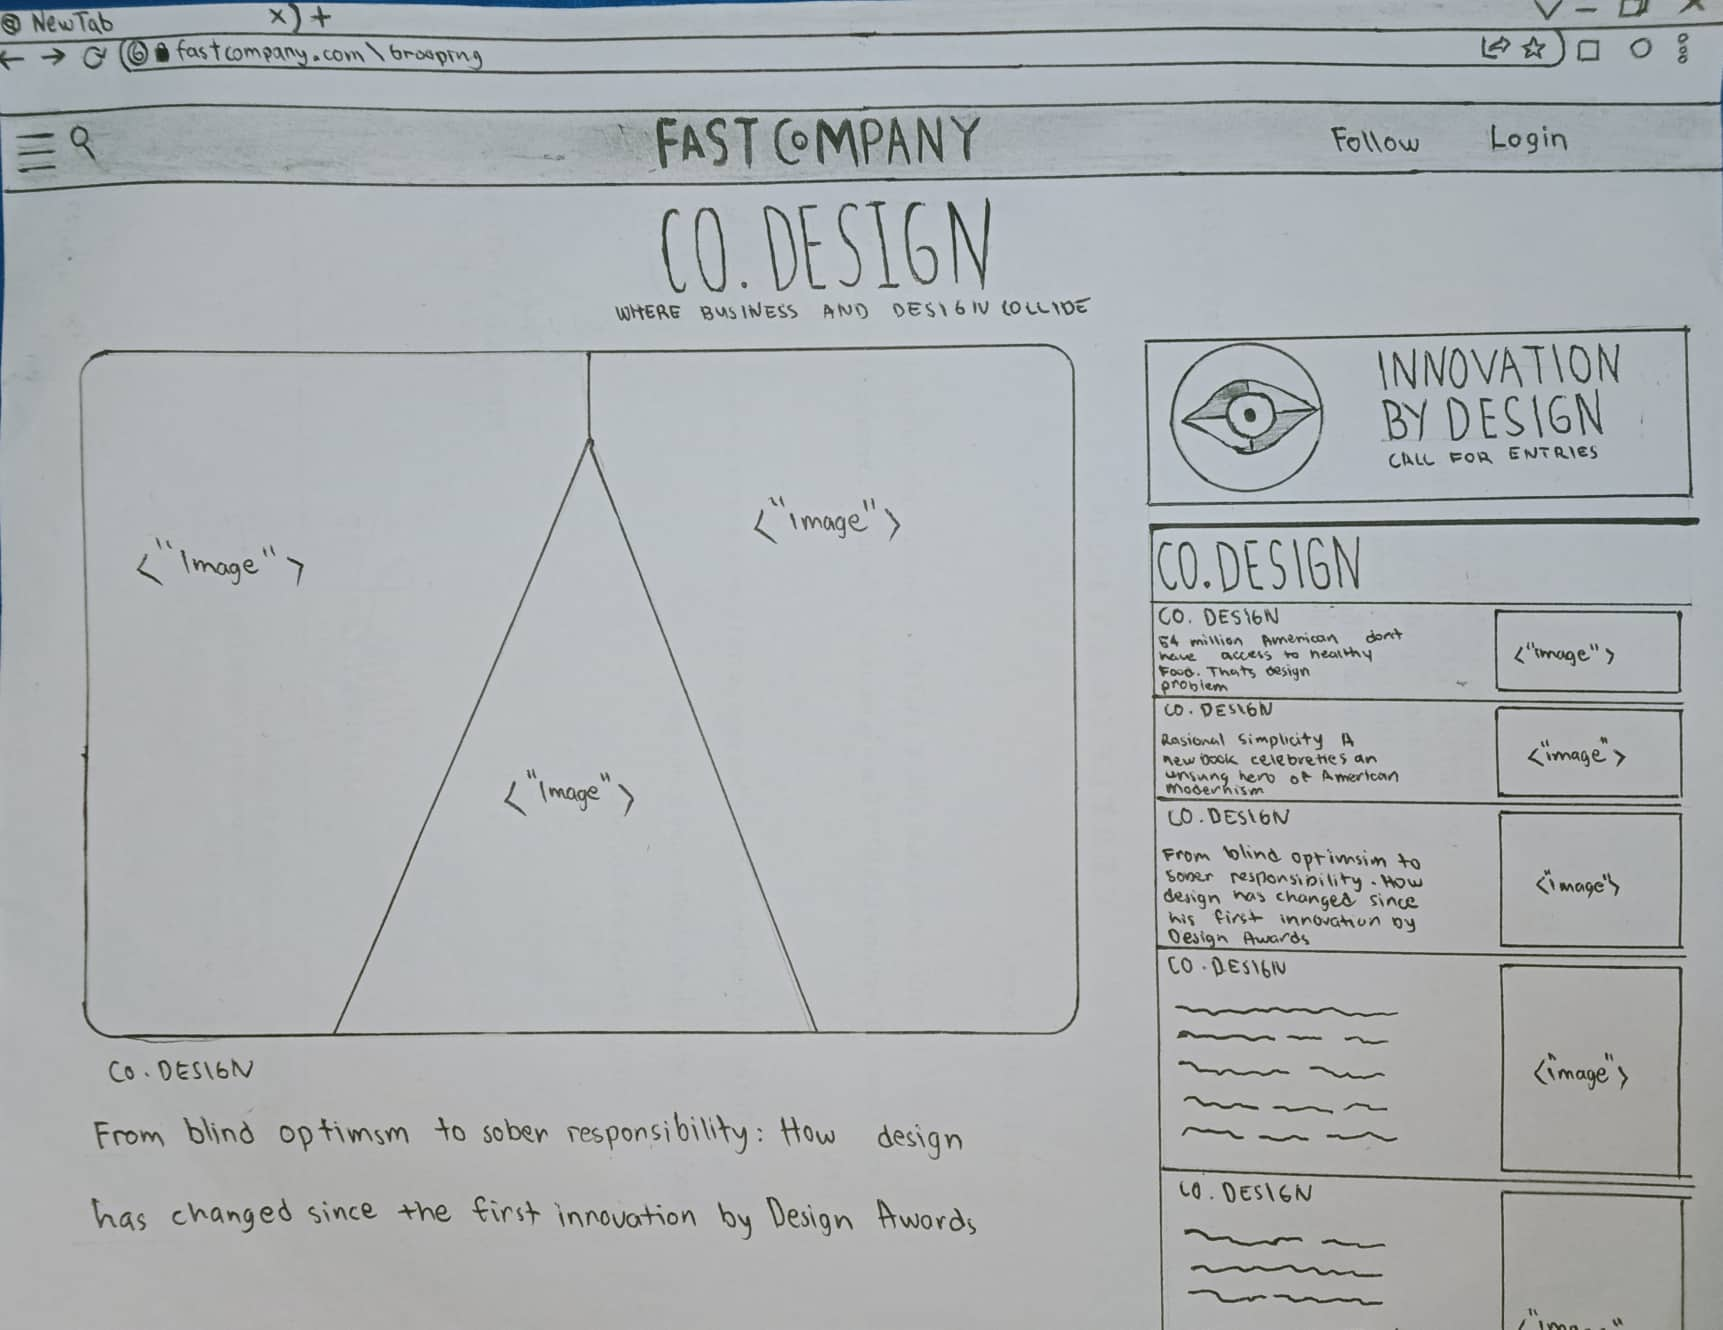 NewTab x) +
fastcompany.com\Grooping
FAST COMPANY
Follow
Login
CO. DESIGN
WHERE BUSINESS AND DESIGN COLLIDE
<"Image">
<"Image">
<"Image">
CO. DESIGN
From blind optimsm to sober responsibility: How design
has changed since the first innovation by Design Awards
INNOVATION
BY DESIGN
CALL FOR ENTRIES
CO. DESIGN
CO. DESIGN
54 million American dont
have access to healthy
Food. Thats design
problem
<"image">
CO. DESIGN
Rasional Simplicity A
new book celebreties an
unsung hero of American
modernism
<"image">
CO. DESIGN
From blind optimsim to
sober responsibility. How
design has changed since
his first innovation by
Design Awards
<"image">
CO. DESIGN
<"image">
CO. DESIGN